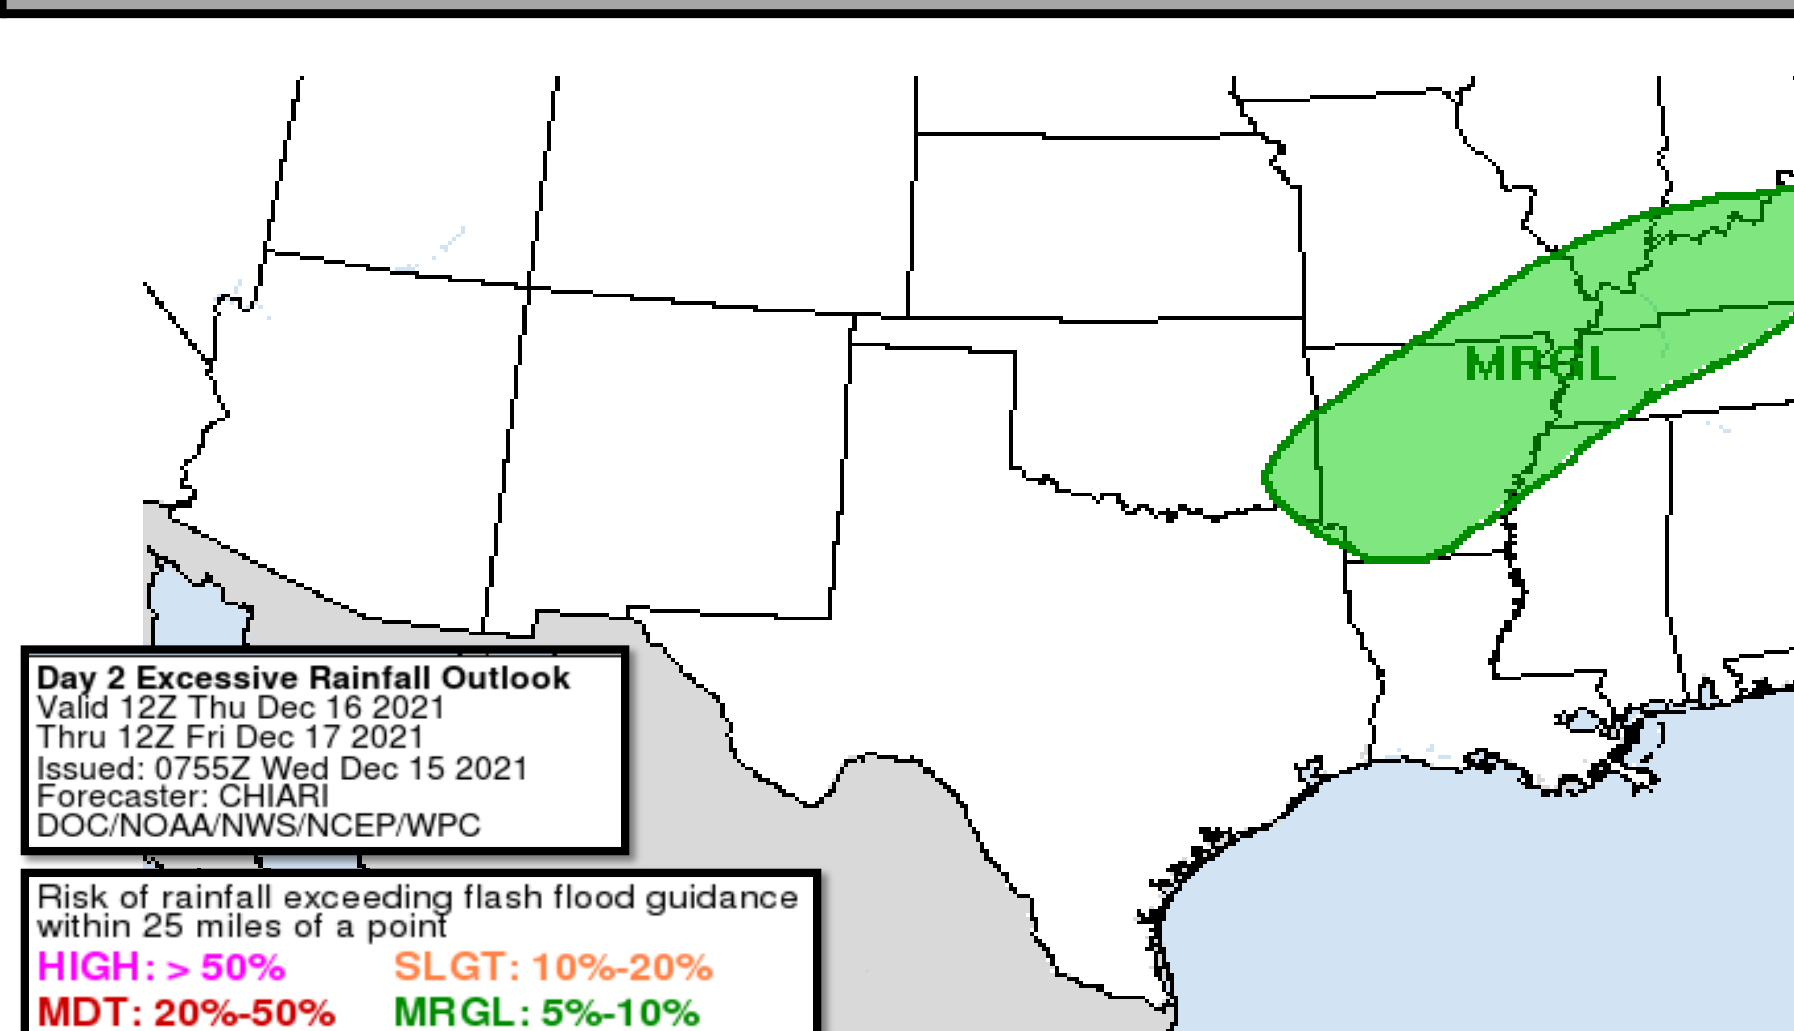 MRGL
Day 2 Excessive Rainfall Outlook
Valid 12Z Thu Dec 16 2021
Thru 12Z Fri Dec 17 2021
Issued: 0755Z Wed Dec 15 2021
Forecaster: CHIARI
DOC/NOAA/NWS/NCEP/WPC
Risk of rainfall exceeding flash flood guidance
within 25 miles of a point
HIGH: > 50% SLGT: 10%-20%
MDT: 20%-50% MRGL: 5%-10%